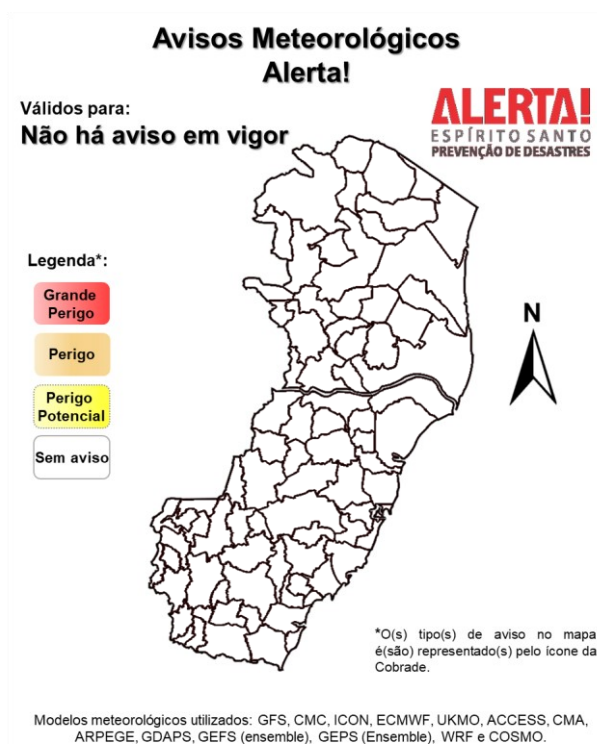 Avisos Meteorológicos
Alerta!
Válidos para:
Não há aviso em vigor
ALERTA!
ESPÍRITO SANTO
PREVENÇÃO DE DESASTRES
Legenda*:
Grande
Perigo
Perigo
Perigo
Potencial
Sem aviso
N
*O(s) tipo(s) de aviso no mapa
é(são) representado(s) pelo ícone da
Cobrade.
Modelos meteorológicos utilizados: GFS, CMC, ICON, ECMWF, UKMO, ACCESS, CMA,
ARPEGE, GDAPS, GEFS (ensemble), GEPS (Ensemble), WRF e COSMO.